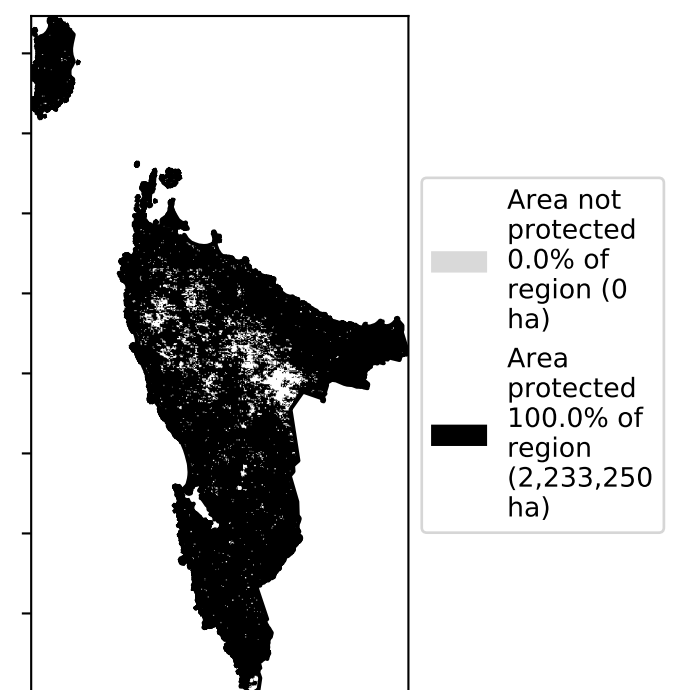 Area not
protected
0.0% of
region (0
ha)
Area
protected
100.0% of
region
(2,233,250
ha)